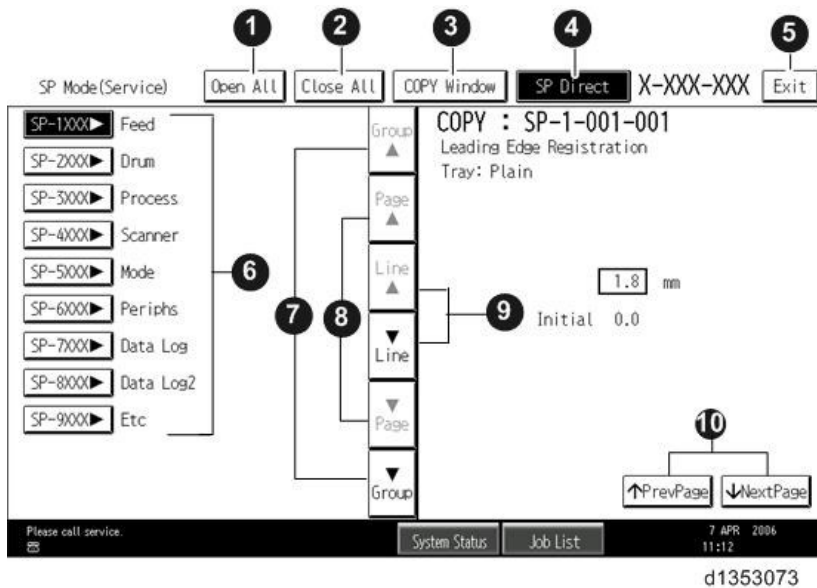 1 2 3 4 5
SP Mode(Service) Open All Close All COPY Window SP Direct X-XXX-XXX Exit
SP-1XXX▶ Feed
SP-2XXX▶ Drum
SP-3XXX▶ Process
SP-4XXX▶ Scanner
SP-5XXX▶ Mode
SP-6XXX▶ Periphs
SP-7XXX▶ Data Log
SP-8XXX▶ Data Log2
SP-9XXX▶ Etc
6
7
8
Group
▲
Page
▲
Line
▲
▼
Line
▼
Page
▼
Group
9
COPY : SP-1-001-001
Leading Edge Registration
Tray: Plain
1.8 mm
Initial 0.0
10
↑PrevPage ↓NextPage
Please call service.
System Status Job List
7 APR 2006
11:12
d1353073